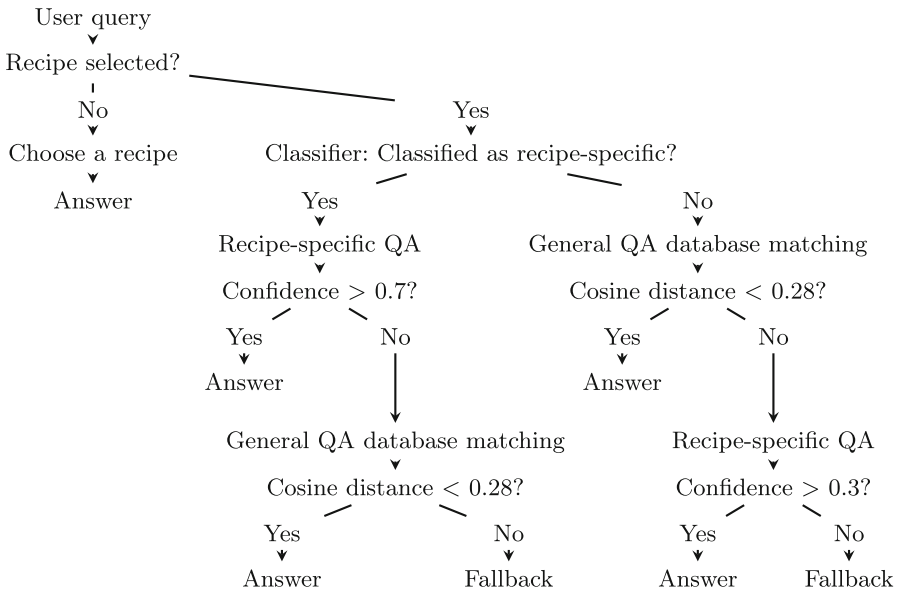 User query
Recipe selected?
No
Yes
Choose a recipe
Classifier: Classified as recipe-specific?
Answer
Yes
No
Recipe-specific QA
General QA database matching
Confidence > 0.7?
Cosine distance < 0.28?
Yes
No
Yes
No
Answer
Answer
General QA database matching
Recipe-specific QA
Cosine distance < 0.28?
Confidence > 0.3?
Yes
No
Yes
No
Answer
Fallback
Answer
Fallback